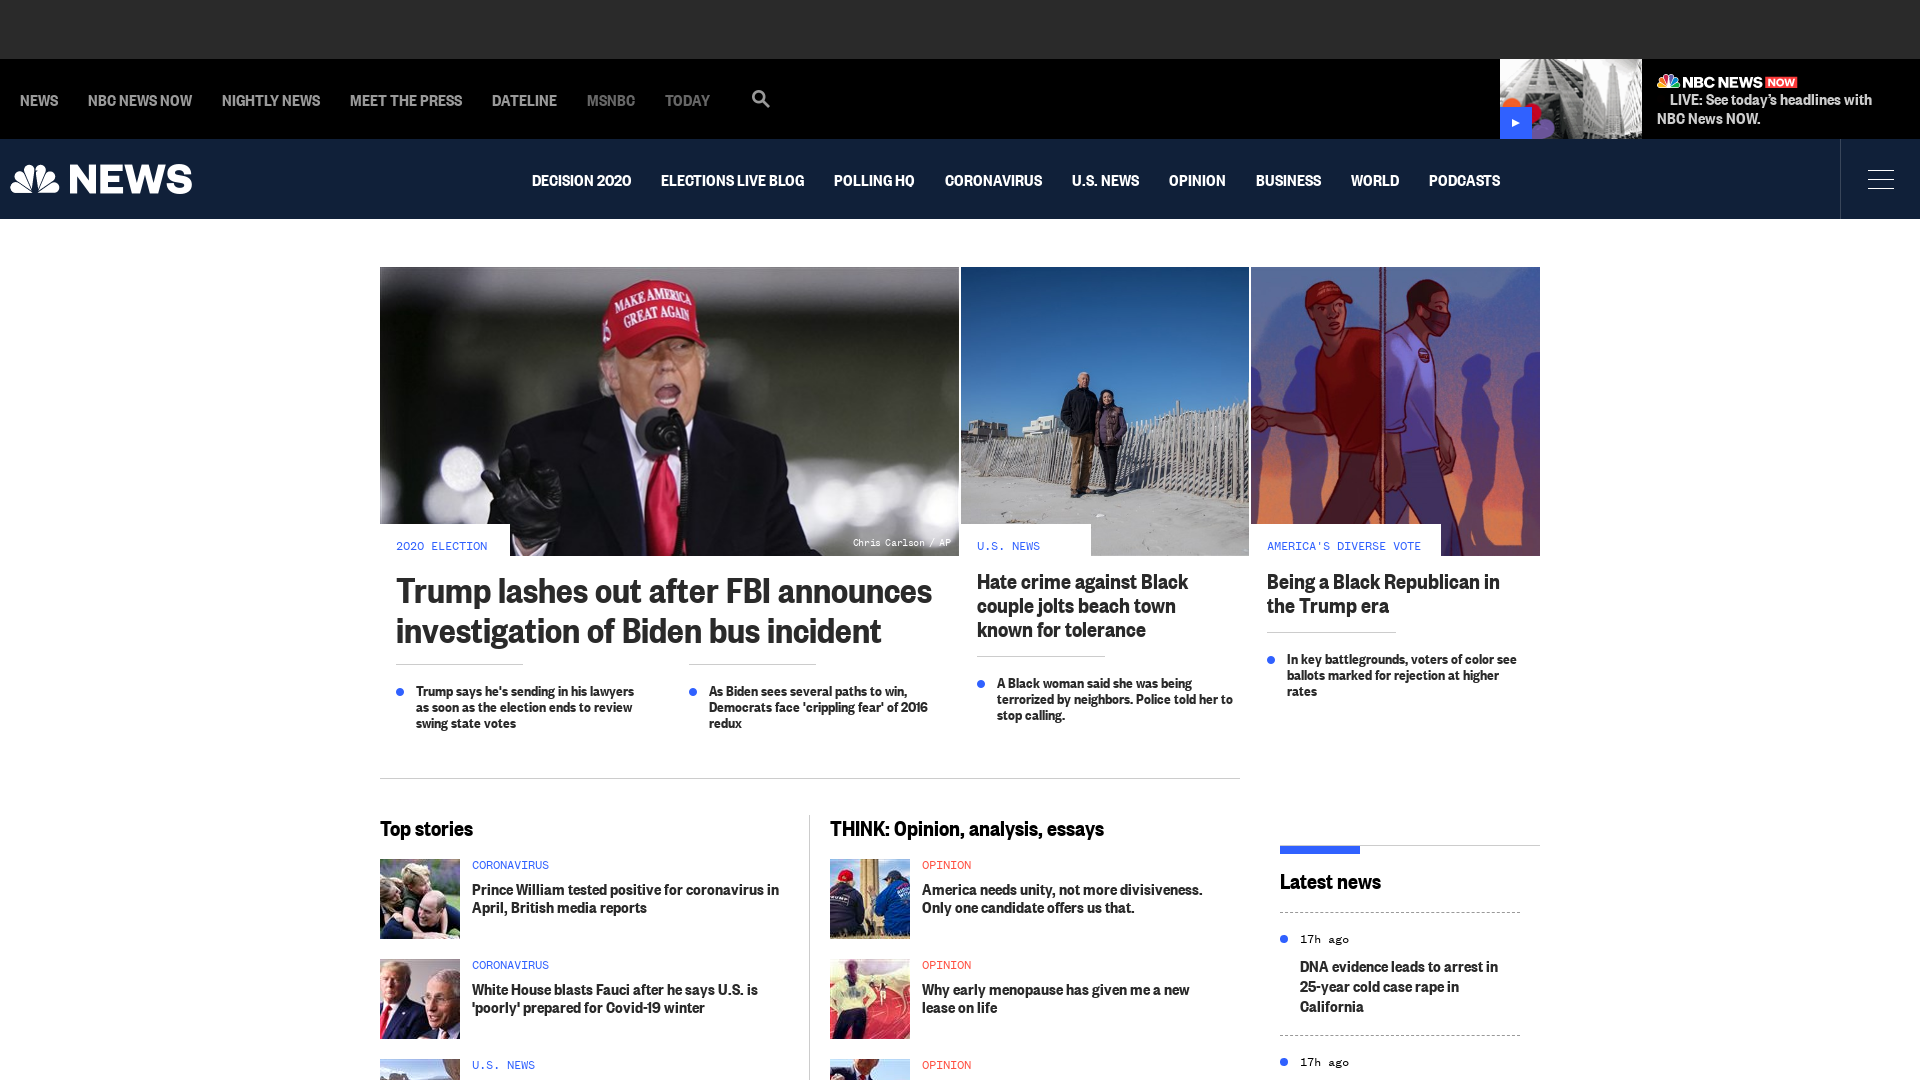 NEWS NBC NEWS NOW NIGHTLY NEWS MEET THE PRESS DATELINE MSNBC TODAY
NBC NEWS NOW
LIVE: See today's headlines with
NBC News NOW.
NEWS
DECISION 2020 ELECTIONS LIVE BLOG POLLING HQ CORONAVIRUS U.S. NEWS OPINION BUSINESS WORLD PODCASTS
MAKE AMERICA
GREAT AGAIN
Chris Carlson / AP
2020 ELECTION
Trump lashes out after FBI announces
investigation of Biden bus incident
Trump says he's sending in his lawyers
as soon as the election ends to review
swing state votes
As Biden sees several paths to win,
Democrats face 'crippling fear' of 2016
redux
U.S. NEWS
Hate crime against Black
couple jolts beach town
known for tolerance
A Black woman said she was being
terrorized by neighbors. Police told her to
stop calling.
AMERICA'S DIVERSE VOTE
Being a Black Republican in
the Trump era
In key battlegrounds, voters of color see
ballots marked for rejection at higher
rates
Top stories
CORONAVIRUS
Prince William tested positive for coronavirus in
April, British media reports
CORONAVIRUS
White House blasts Fauci after he says U.S. is
'poorly' prepared for Covid-19 winter
U.S. NEWS
THINK: Opinion, analysis, essays
OPINION
America needs unity, not more divisiveness.
Only one candidate offers us that.
OPINION
Why early menopause has given me a new
lease on life
OPINION
Latest news
17h ago
DNA evidence leads to arrest in
25-year cold case rape in
California
17h ago